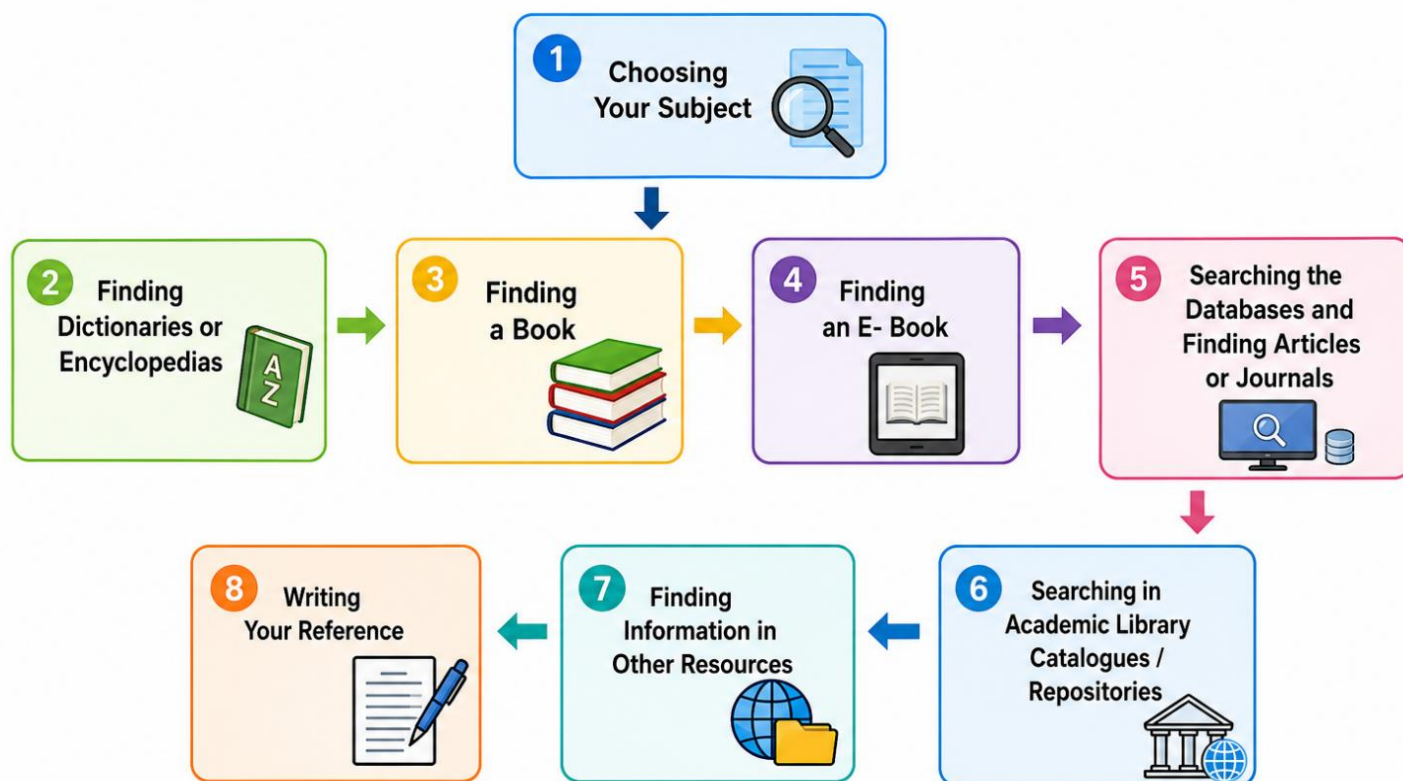 1
Choosing
Your Subject
2
Finding
Dictionaries or
Encyclopedias
A
Z
3
Finding
a Book
4
Finding
an E- Book
5
Searching the
Databases and
Finding Articles
or Journals
6
Searching in
Academic Library
Catalogues /
Repositories
7
Finding
Information in
Other Resources
8
Writing
Your Reference